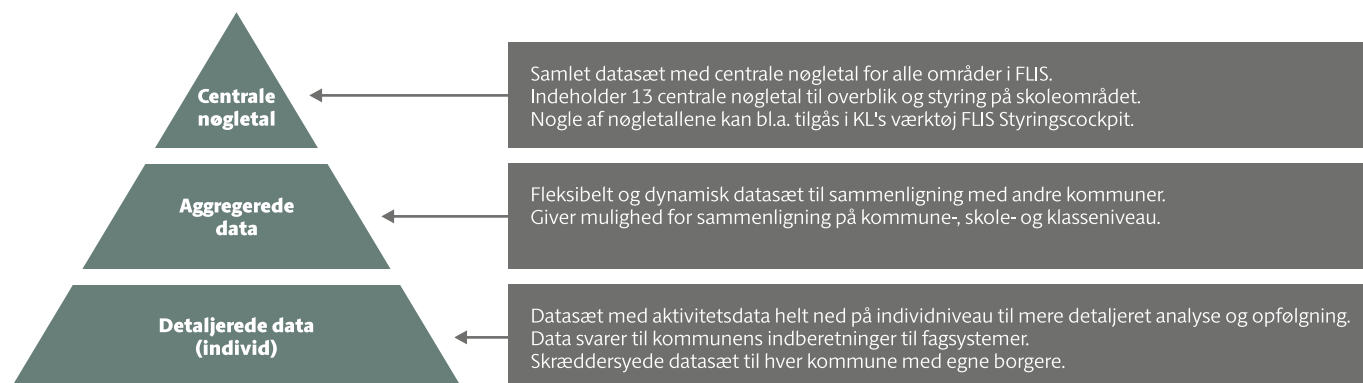 Centrale
nøgletal
Samlet datasæt med centrale nøgletal for alle områder i FLIS.
Indeholder 13 centrale nøgletal til overblik og styring på skoleområdet.
Nogle af nøgletallene kan bl.a. tilgås i KL's værktøj FLIS Styringscockpit.
Aggregerede
data
Fleksibelt og dynamisk datasæt til sammenligning med andre kommuner.
Giver mulighed for sammenligning på kommune-, skole- og klasseniveau.
Detaljerede data
(individ)
Datasæt med aktivitetsdata helt ned på individniveau til mere detaljeret analyse og opfølgning.
Data svarer til kommunens indberetninger til fagsystemer.
Skræddersyede datasæt til hver kommune med egne borgere.